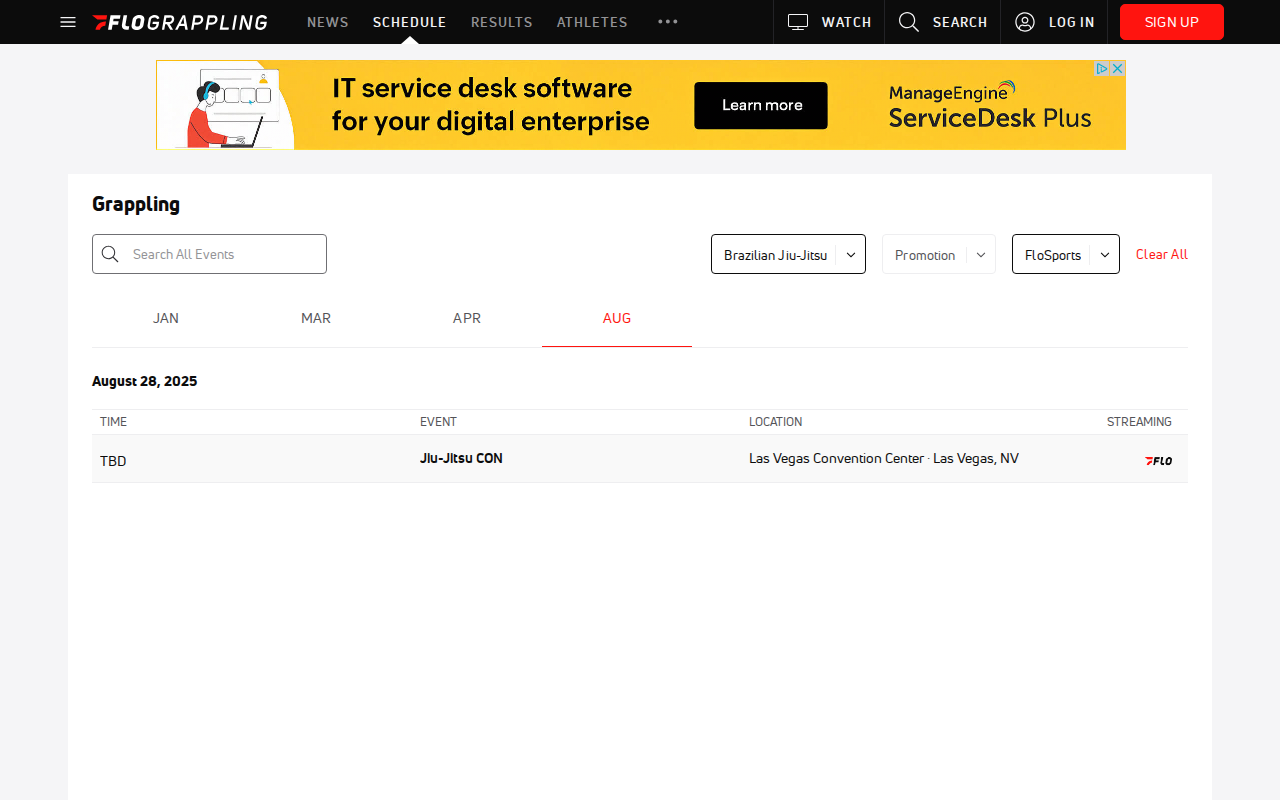 FLOGRAPPLING NEWS SCHEDULE RESULTS ATHLETES WATCH SEARCH LOG IN SIGN UP
IT service desk software
for your digital enterprise
Learn more
ManageEngine
ServiceDesk Plus
Grappling
Search All Events Brazilian Jiu-Jitsu Promotion FloSports Clear All
JAN MAR APR AUG
August 28, 2025
TIME EVENT LOCATION STREAMING
TBD Jiu-Jitsu CON Las Vegas Convention Center · Las Vegas, NV FLO